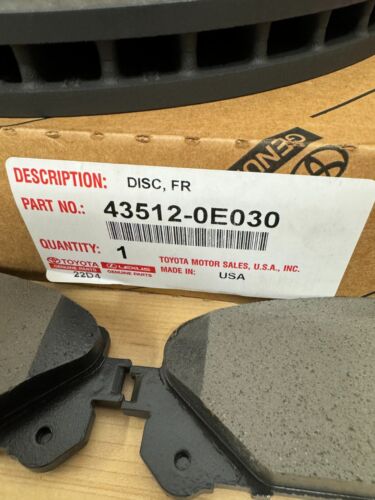 GENU
DESCRIPTION: DISC, FR
PART NO.: 43512-0E030
QUANTITY: 1
TOYOTA MOTOR SALES, U.S.A., INC.
TOYOTA LEXUS
GENUINE PARTS GENUINE PARTS
MADE IN: USA
22D4